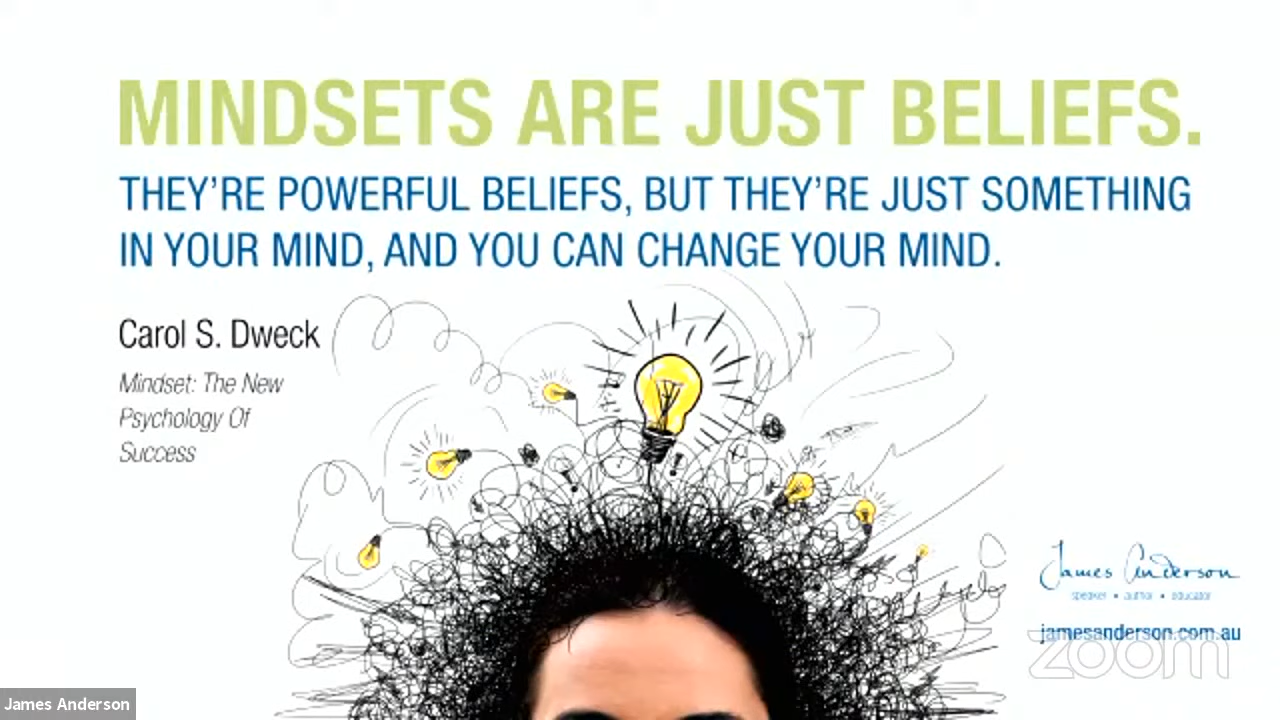 MINDSETS ARE JUST BELIEFS.
THEY'RE POWERFUL BELIEFS, BUT THEY'RE JUST SOMETHING
IN YOUR MIND, AND YOU CAN CHANGE YOUR MIND.
Carol S. Dweck
Mindset: The New
Psychology Of
Success
James Anderson
speaker • author • educator
jamesanderson.com.au
zoom
James Anderson